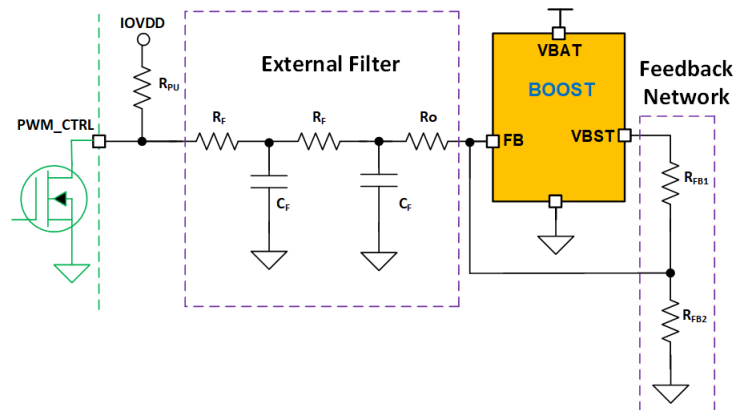 IOVDD
R_PU
PWM_CTRL
External Filter
R_F
R_F
Ro
C_F
C_F
VBAT
BOOST
FB
VBST
Feedback
Network
R_FB1
R_FB2